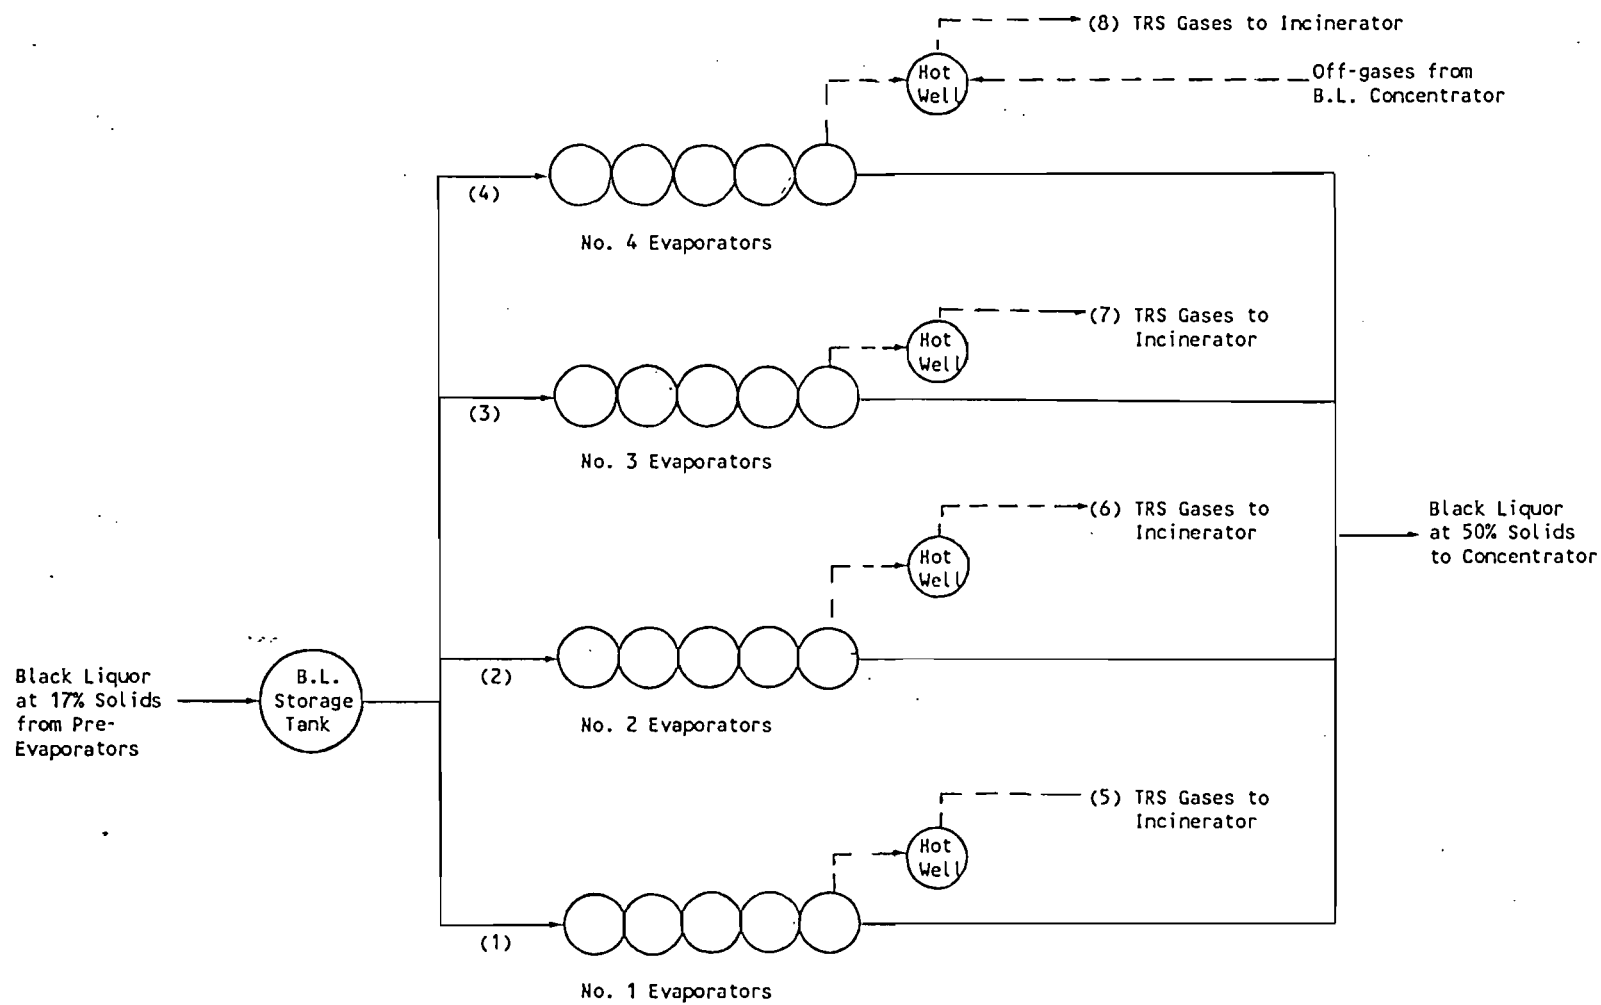 (8) TRS Gases to Incinerator
Hot
Well
Off-gases from
B.L. Concentrator
(4)
No. 4 Evaporators
(7) TRS Gases to
Incinerator
Hot
Well
(3)
No. 3 Evaporators
(6) TRS Gases to
Incinerator
Hot
Well
Black Liquor
at 50% Solids
to Concentrator
Black Liquor
at 17% Solids
from Pre-
Evaporators
B.L.
Storage
Tank
(2)
No. 2 Evaporators
(5) TRS Gases to
Incinerator
Hot
Well
(1)
No. 1 Evaporators